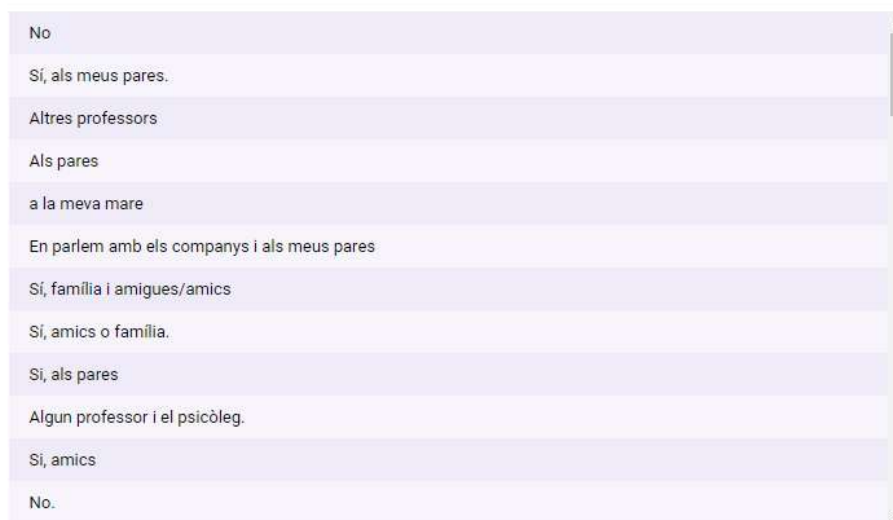 No
Sí, als meus pares.
Altres professors
Als pares
a la meva mare
En parlem amb els companys i als meus pares
Sí, família i amigues/amics
Sí, amics o família.
Si, als pares
Algun professor i el psicòleg.
Si, amics
No.